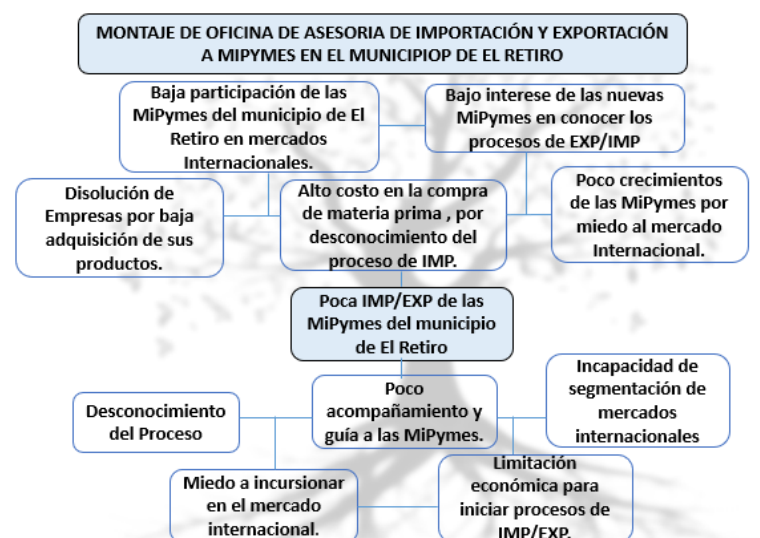 MONTAJE DE OFICINA DE ASESORIA DE IMPORTACIÓN Y EXPORTACIÓN
A MIPYMES EN EL MUNICIPIOP DE EL RETIRO
Baja participación de las
MiPymes del municipio de El
Retiro en mercados
Internacionales.
Bajo interese de las nuevas
MiPymes en conocer los
procesos de EXP/IMP
Disolución de
Empresas por baja
adquisición de sus
productos.
Alto costo en la compra
de materia prima , por
desconocimiento del
proceso de IMP.
Poco crecimientos
de las MiPymes por
miedo al mercado
Internacional.
Poca IMP/EXP de las
MiPymes del municipio
de El Retiro
Desconocimiento
del Proceso
Poco
acompañamiento y
guía a las MiPymes.
Incapacidad de
segmentación de
mercados
internacionales
Miedo a incursionar
en el mercado
internacional.
Limitación
económica para
iniciar procesos de
IMP/EXP.